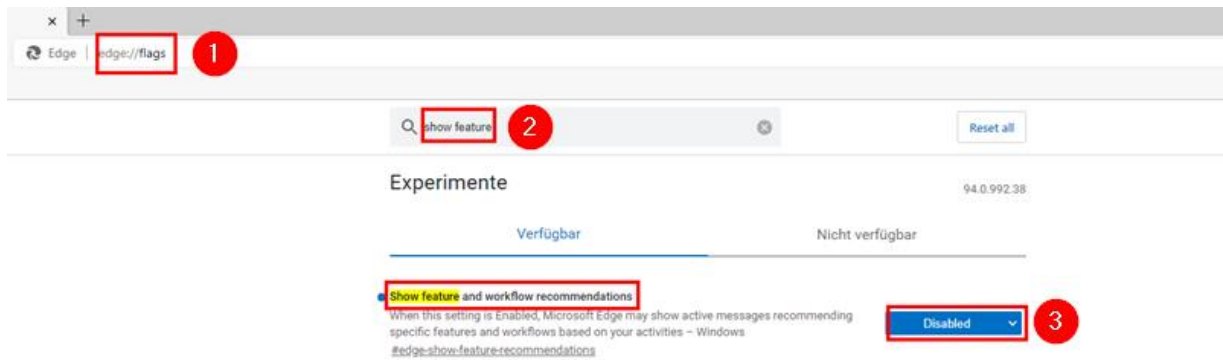 Edge edge://flags 1
show feature 2 Reset all
Experimente 94.0.992.38
Verfügbar Nicht verfügbar
Show feature and workflow recommendations
When this setting is Enabled, Microsoft Edge may show active messages recommending
specific features and workflows based on your activities – Windows
#edge-show-feature-recommendations
Disabled 3